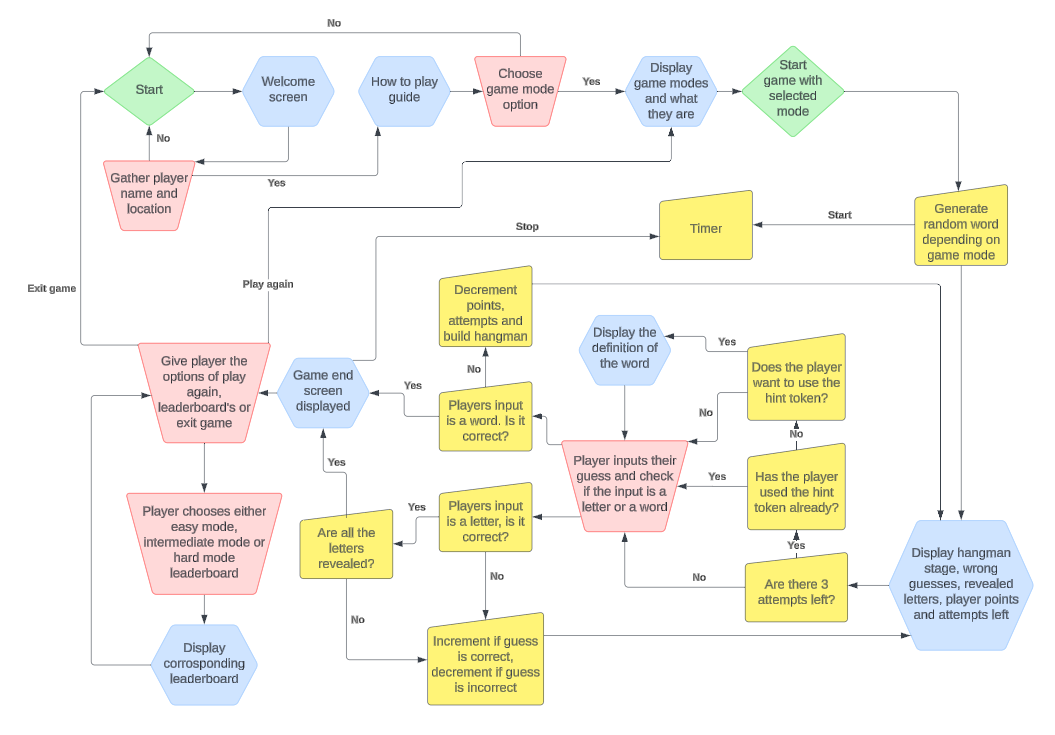 No
Start
Welcome
screen
How to play
guide
Choose
game mode
option
Yes
Display
game modes
and what
they are
Start
game with
selected
mode
No
Gather player
name and
location
Yes
Exit game
Play again
Stop
Timer
Start
Generate
random word
depending on
game mode
Decrement
points,
attempts and
build hangman
Display the
definition of
the word
Yes
Does the player
want to use the
hint token?
No
No
Give player the
options of play
again,
leaderboard's or
exit game
Game end
screen
displayed
Yes
No
Players input
is a word. Is it
correct?
Player inputs their
guess and check
if the input is a
letter or a word
Yes
Has the player
used the hint
token already?
Yes
Yes
Player chooses either
easy mode,
intermediate mode or
hard mode
leaderboard
Are all the
letters
revealed?
Yes
Players input
is a letter, is it
correct?
No
No
Are there 3
attempts left?
Display hangman
stage, wrong
guesses, revealed
letters, player points
and attempts left
No
Display
corrosponding
leaderboard
Increment if guess
is correct,
decrement if guess
is incorrect